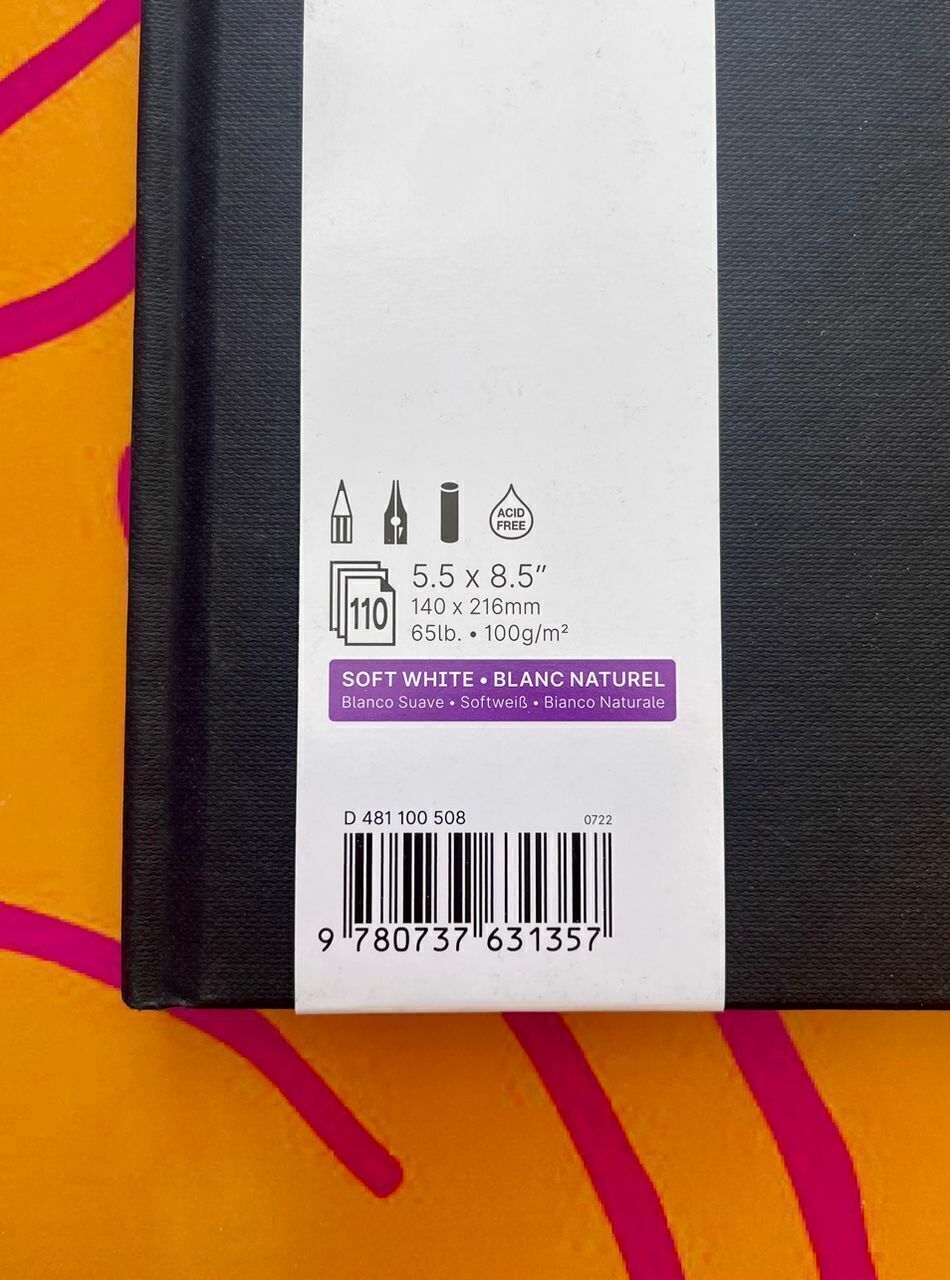 ACID
FREE
110
5.5 x 8.5”
140 x 216mm
65lb. • 100g/m²
SOFT WHITE • BLANC NATUREL
Blanco Suave • Softweiß • Bianco Naturale
D 481 100 508 0722
9 780737 631357